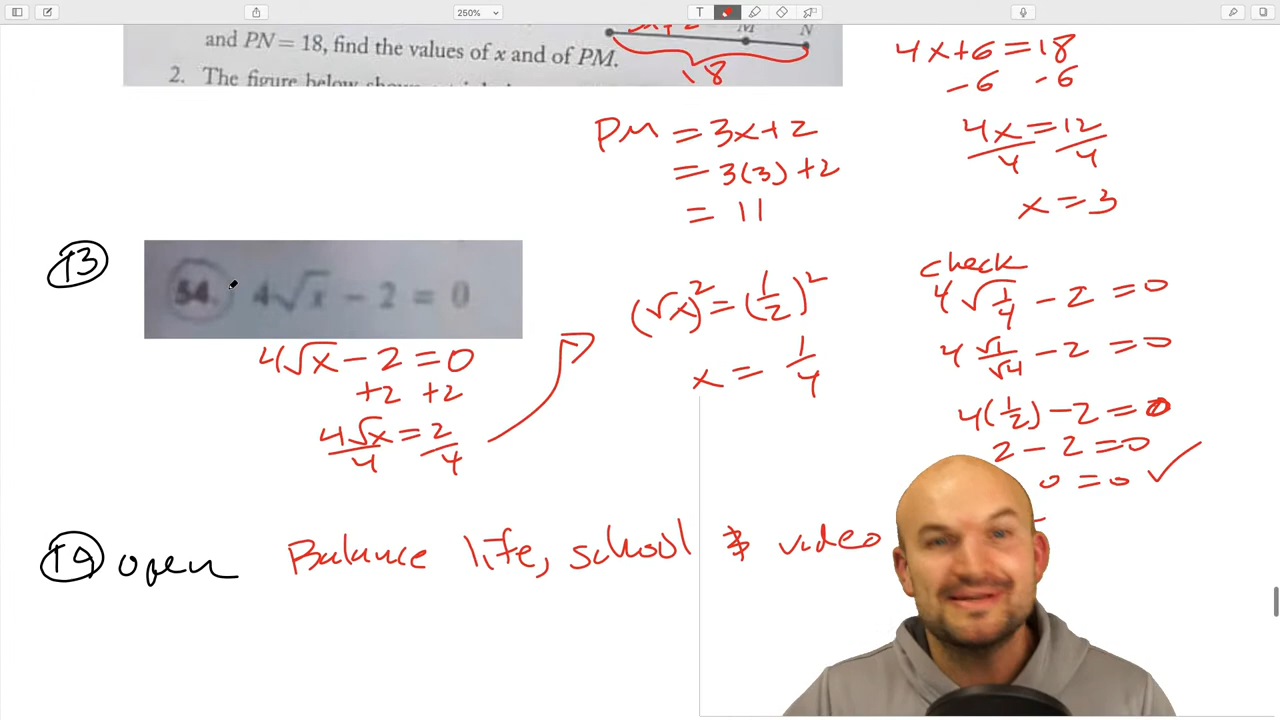 250%
T
and PN = 18, find the values of x and of PM.
M
N
18
2. The figure below
4x+6=18
-6 -6
4x=12
4 4
x=3
PM = 3x+2
= 3(3)+2
= 11
13
54. 4√x − 2 = 0
4√x − 2 = 0
+2 +2
4√x = 2
4 4
(√x)² = (1/2)²
x = 1/4
check
4√1/4 − 2 = 0
4 √1/√4 − 2 = 0
4(1/2) − 2 = 0
2 − 2 = 0
0 = 0 ✓
open
Balance life, school & video